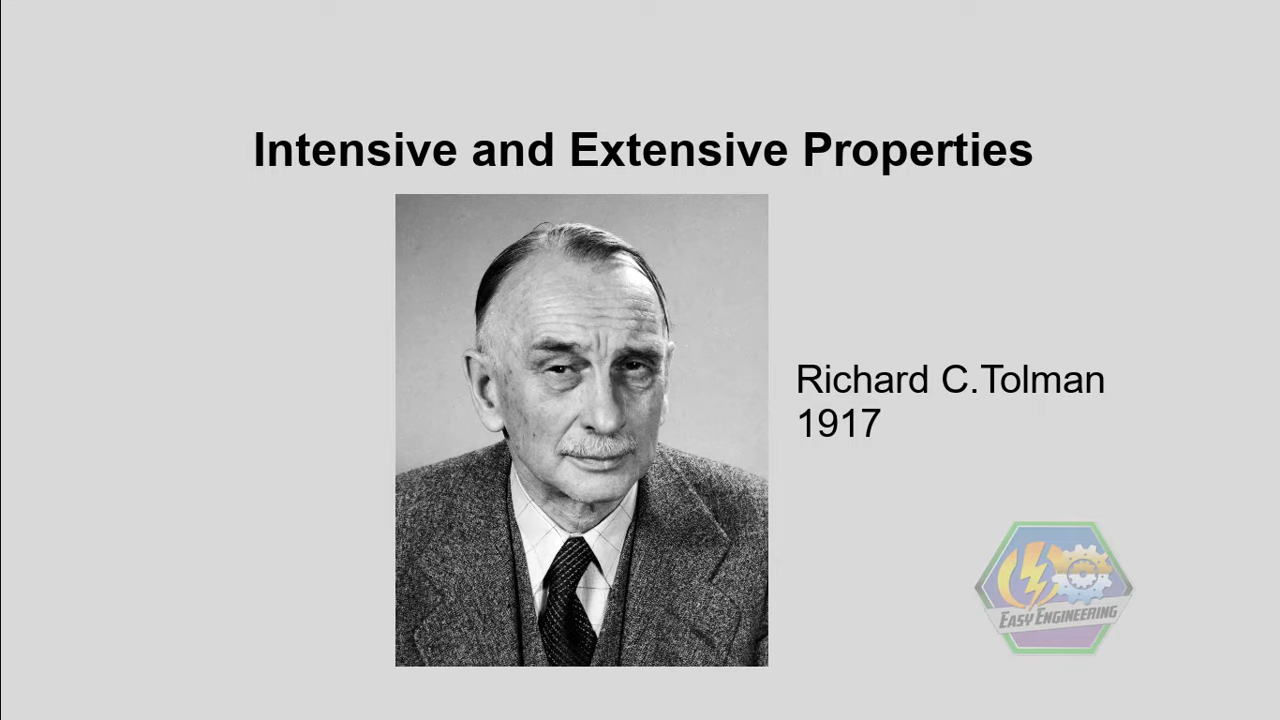 Intensive and Extensive Properties
Richard C.Tolman
1917
EASY ENGINEERING